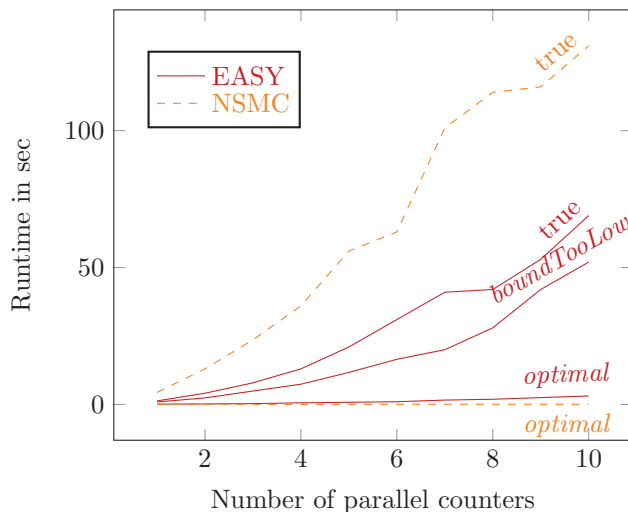 EASY
NSMC
true
true
boundTooLow
optimal
optimal
100
50
0
2
4
6
8
10
Runtime in sec
Number of parallel counters